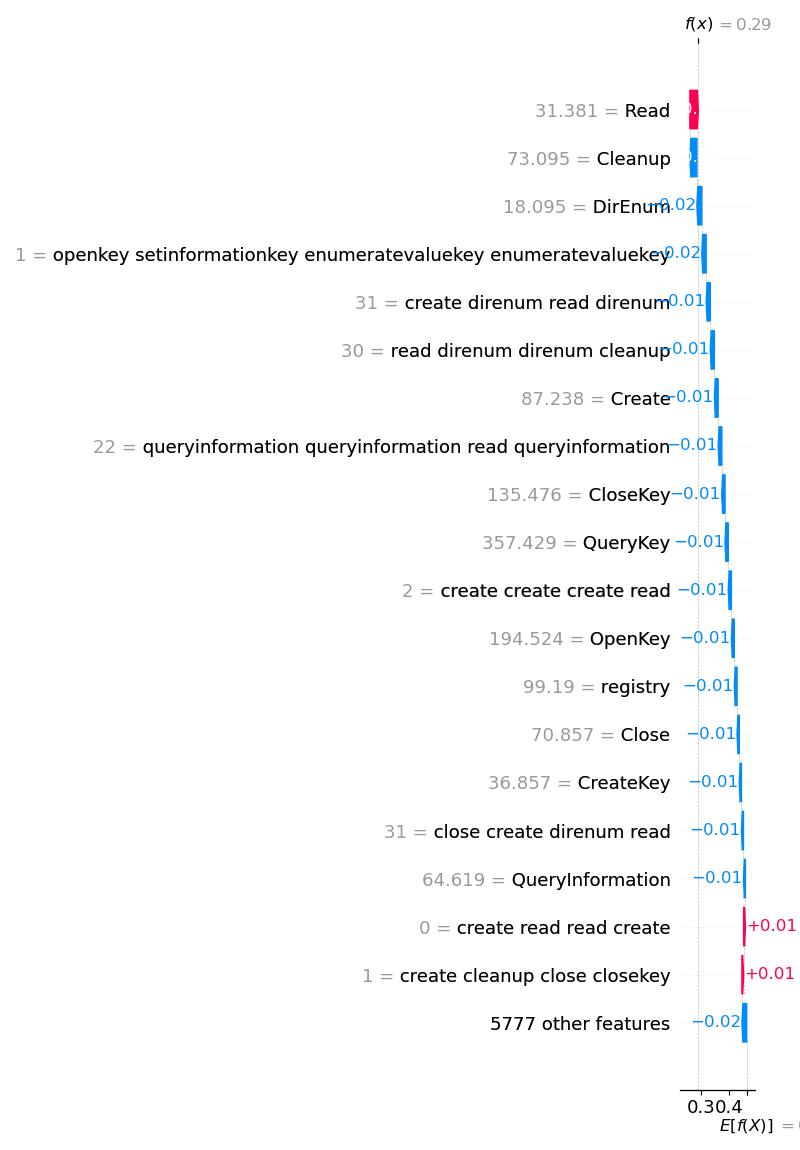 f(x) = 0.29
31.381 = Read
73.095 = Cleanup
18.095 = DirEnum −0.02
1 = openkey setinformationkey enumeratevaluekey enumeratevaluekey −0.02
31 = create direnum read direnum −0.01
30 = read direnum direnum cleanup −0.01
87.238 = Create −0.01
22 = queryinformation queryinformation read queryinformation −0.01
135.476 = CloseKey −0.01
357.429 = QueryKey −0.01
2 = create create create read −0.01
194.524 = OpenKey −0.01
99.19 = registry −0.01
70.857 = Close −0.01
36.857 = CreateKey −0.01
31 = close create direnum read −0.01
64.619 = QueryInformation −0.01
0 = create read read create +0.01
1 = create cleanup close closekey +0.01
5777 other features −0.02
0.3 0.4
E[f(X)] =